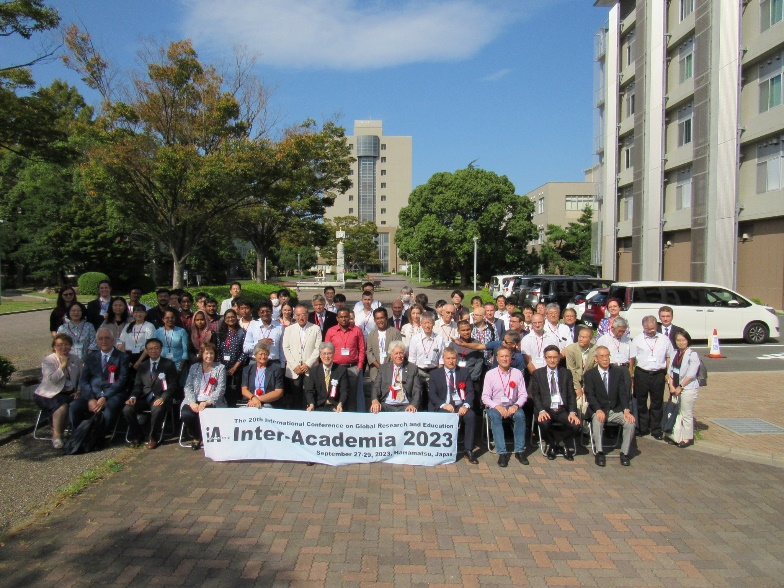 The 20th International Conference on Global Research and Education
iA Inter-Academia 2023
September 27-29, 2023, Hamamatsu, Japan